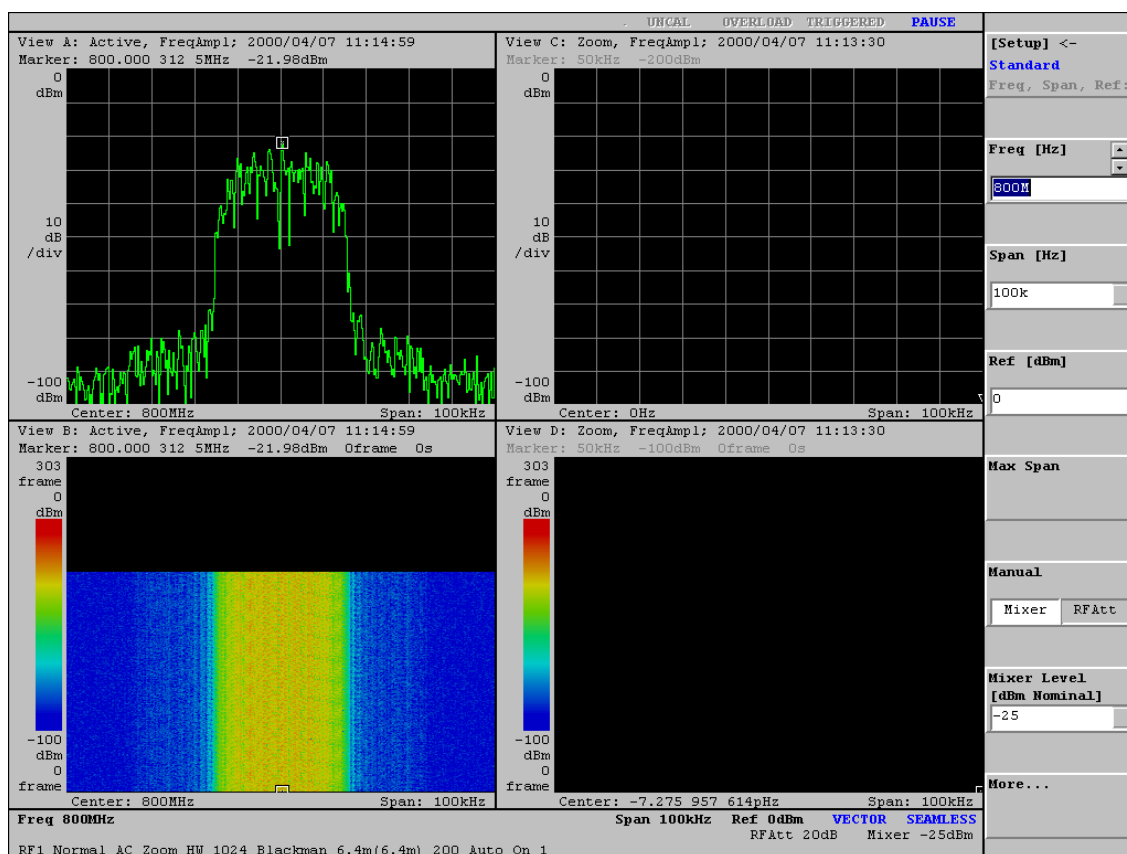 . UNCAL OVERLOAD TRIGGERED PAUSE
View A: Active, FreqAmpl; 2000/04/07 11:14:59
Marker: 800.000 312 5MHz -21.98dBm
0
dBm
10
dB
/div
-100
dBm
Center: 800MHz Span: 100kHz
View C: Zoom, FreqAmpl; 2000/04/07 11:13:30
Marker: 50kHz -200dBm
0
dBm
10
dB
/div
-100
dBm
Center: 0Hz Span: 100kHz
View B: Active, FreqAmpl; 2000/04/07 11:14:59
Marker: 800.000 312 5MHz -21.98dBm 0frame 0s
303
frame
0
dBm
-100
dBm
0
frame
Center: 800MHz Span: 100kHz
View D: Zoom, FreqAmpl; 2000/04/07 11:13:30
Marker: 50kHz -100dBm 0frame 0s
303
frame
0
dBm
-100
dBm
0
frame
Center: -7.275 957 614pHz Span: 100kHz
Freq 800MHz Span 100kHz Ref 0dBm VECTOR SEAMLESS
RFAtt 20dB Mixer -25dBm
RF1 Normal AC Zoom HW 1024 Blackman 6.4m(6.4m) 200 Auto On 1
[Setup] <-
Standard
Freq, Span, Ref:
Freq [Hz]
800M
Span [Hz]
100k
Ref [dBm]
0
Max Span
Manual
Mixer RFAtt
Mixer Level
[dBm Nominal]
-25
More...